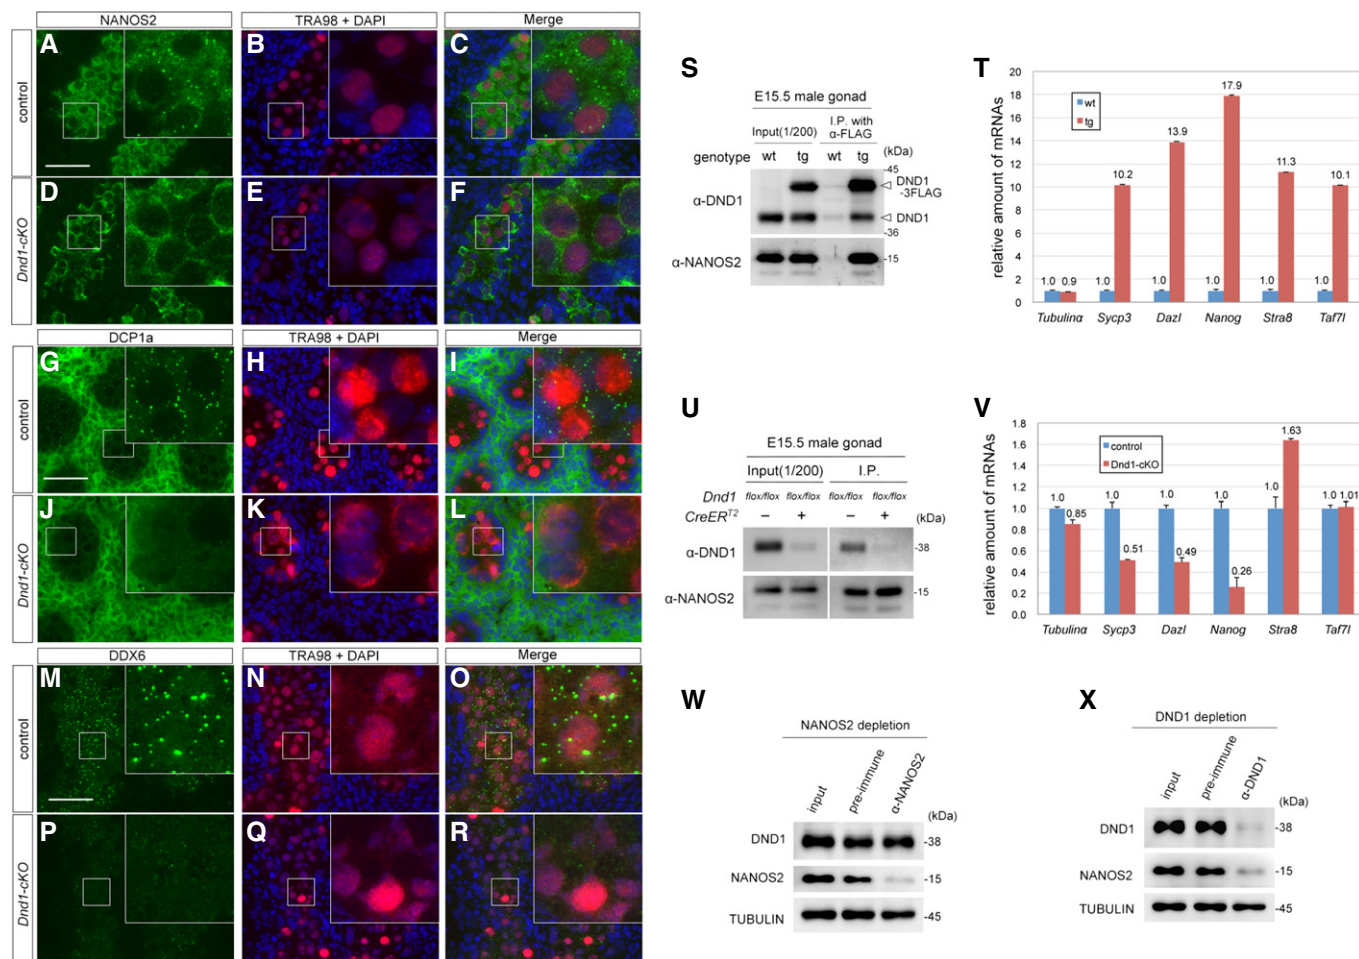 NANOS2 TRA98 + DAPI Merge
control
A B C
Dnd1-cKO
D E F
DCP1a TRA98 + DAPI Merge
control
G H I
Dnd1-cKO
J K L
DDX6 TRA98 + DAPI Merge
control
M N O
Dnd1-cKO
P Q R
S
E15.5 male gonad
Input(1/200) I.P. with
α-FLAG
genotype wt tg wt tg (kDa)
-45
α-DND1 DND1
-3FLAG
DND1
-36
α-NANOS2 -15
T
relative amount of mRNAs
20
18
16
14
12
10
8
6
4
2
0
wt
tg
1.0 0.9 1.0 10.2 1.0 13.9 1.0 17.9 1.0 11.3 1.0 10.1
Tubulinα Sycp3 Dazl Nanog Stra8 Taf7l
U
E15.5 male gonad
Input(1/200) I.P.
Dnd1 flox/flox flox/flox flox/flox flox/flox
CreERT2 − + − + (kDa)
α-DND1 -38
α-NANOS2 -15
V
relative amount of mRNAs
1.8
1.6
1.4
1.2
1.0
0.8
0.6
0.4
0.2
0.0
control
Dnd1-cKO
1.0 0.85 1.0 0.51 1.0 0.49 1.0 0.26 1.0 1.63 1.0 1.01
Tubulinα Sycp3 Dazl Nanog Stra8 Taf7l
W
NANOS2 depletion
input pre-immune α-NANOS2
(kDa)
DND1 -38
NANOS2 -15
TUBULIN -45
X
DND1 depletion
input pre-immune α-DND1
(kDa)
DND1 -38
NANOS2 -15
TUBULIN -45